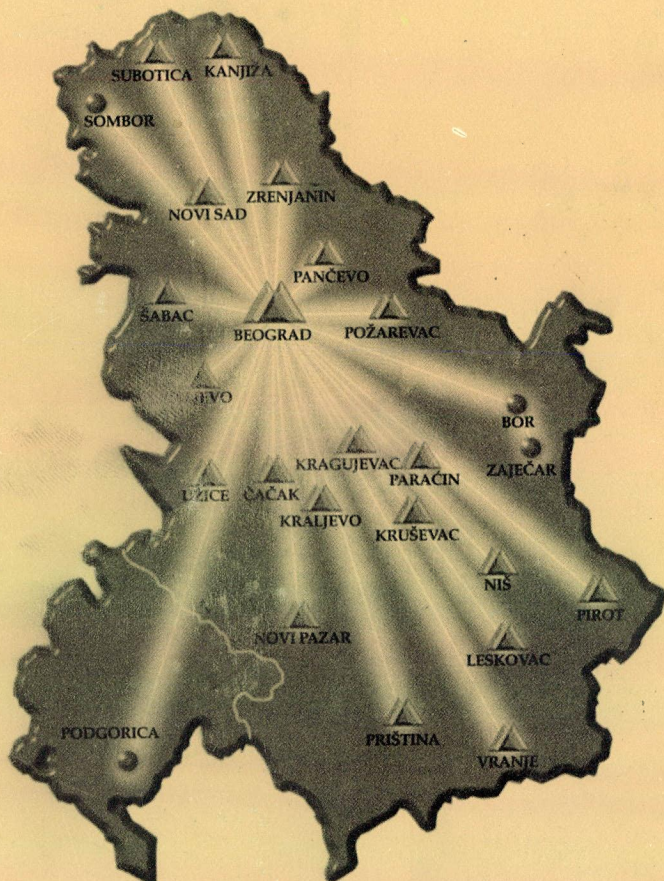 SUBOTICA
KANJIŽA
SOMBOR
ZRENJANIN
NOVI SAD
PANČEVO
ŠABAC
BEOGRAD
POŽAREVAC
BOR
KRAGUJEVAC
ZAJEČAR
PARAĆIN
UŽICE
ČAČAK
KRALJEVO
KRUŠEVAC
NIŠ
PIROT
NOVI PAZAR
LESKOVAC
PODGORICA
PRIŠTINA
VRANJE